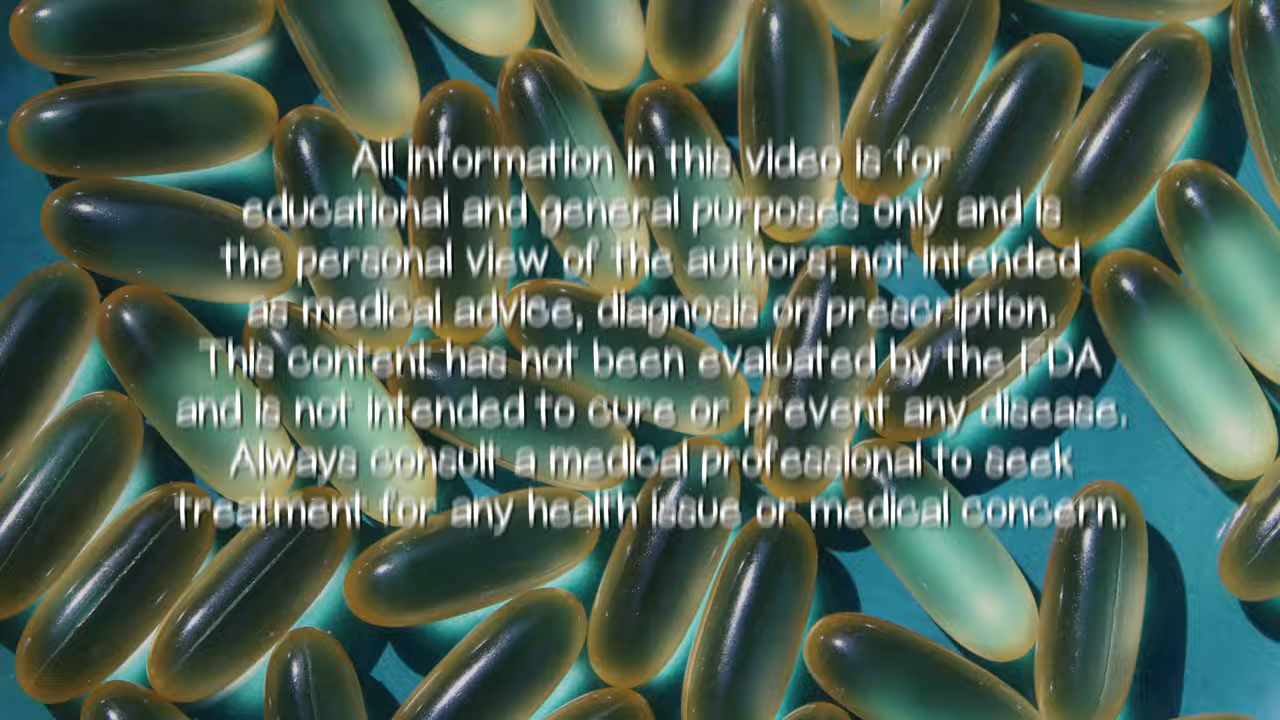 All information in this video is for
educational and general purposes only and is
the personal view of the authors; not intended
as medical advice, diagnosis or prescription.
This content has not been evaluated by the FDA
and is not intended to cure or prevent any disease.
Always consult a medical professional to seek
treatment for any health issue or medical concern.